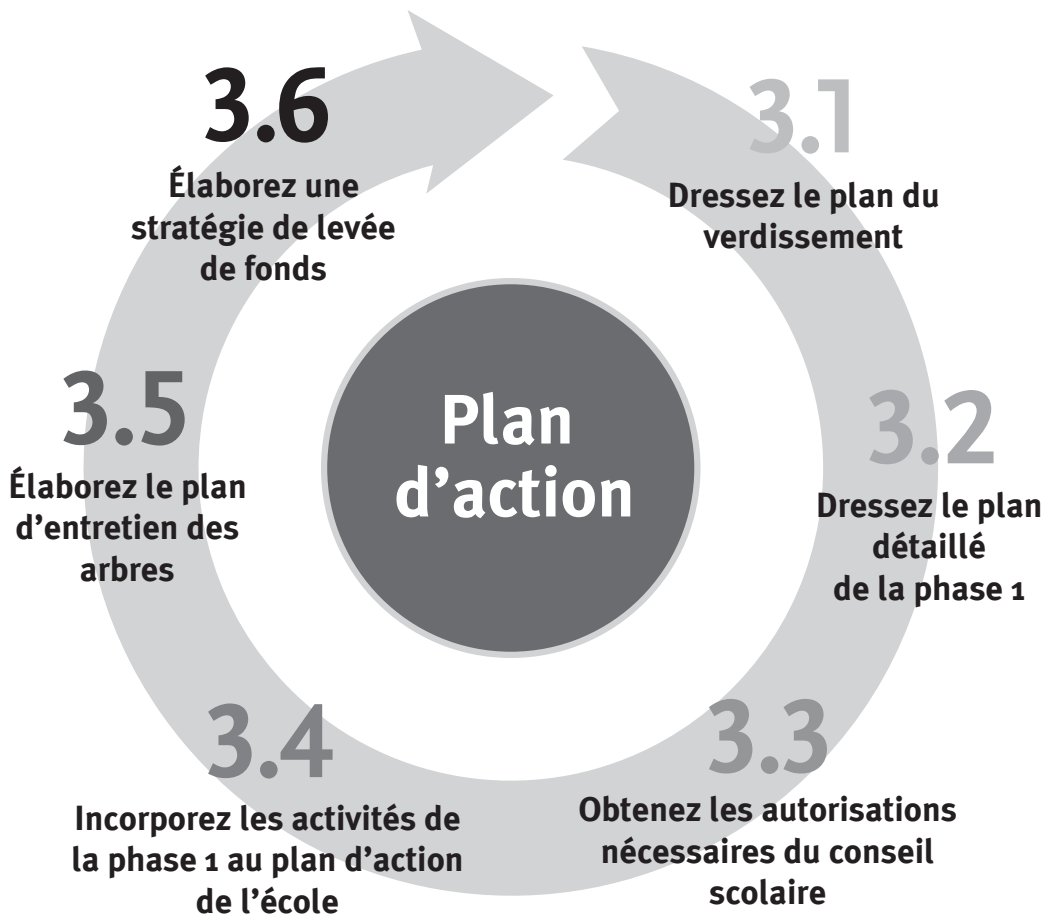 Plan
d’action
3.1
Dressez le plan du
verdissement
3.2
Dressez le plan
détaillé
de la phase 1
3.3
Obtenez les autorisations
nécessaires du conseil
scolaire
3.4
Incorporez les activités de
la phase 1 au plan d’action
de l’école
3.5
Élaborez le plan
d’entretien des
arbres
3.6
Élaborez une
stratégie de levée
de fonds